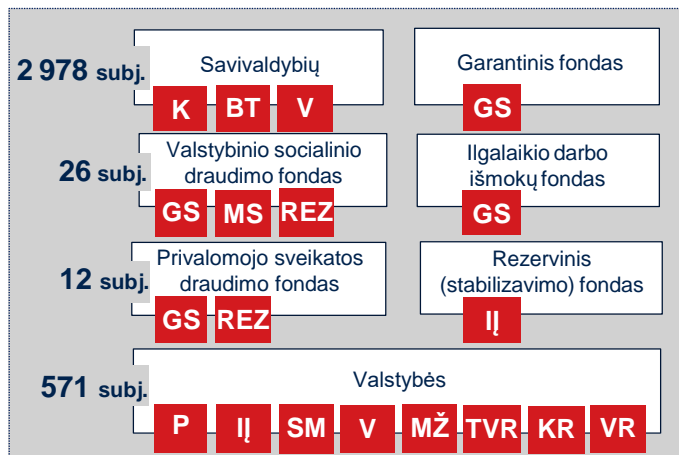 2 978 subj.
Savivaldybių
K BT V
Garantinis fondas
GS
26 subj.
Valstybinio socialinio
draudimo fondas
GS MS REZ
Ilgalaikio darbo
išmokų fondas
GS
12 subj.
Privalomojo sveikatos
draudimo fondas
GS REZ
Rezervinis
(stabilizavimo) fondas
IĮ
571 subj.
Valstybės
P IĮ SM V MŽ TVR KR VR